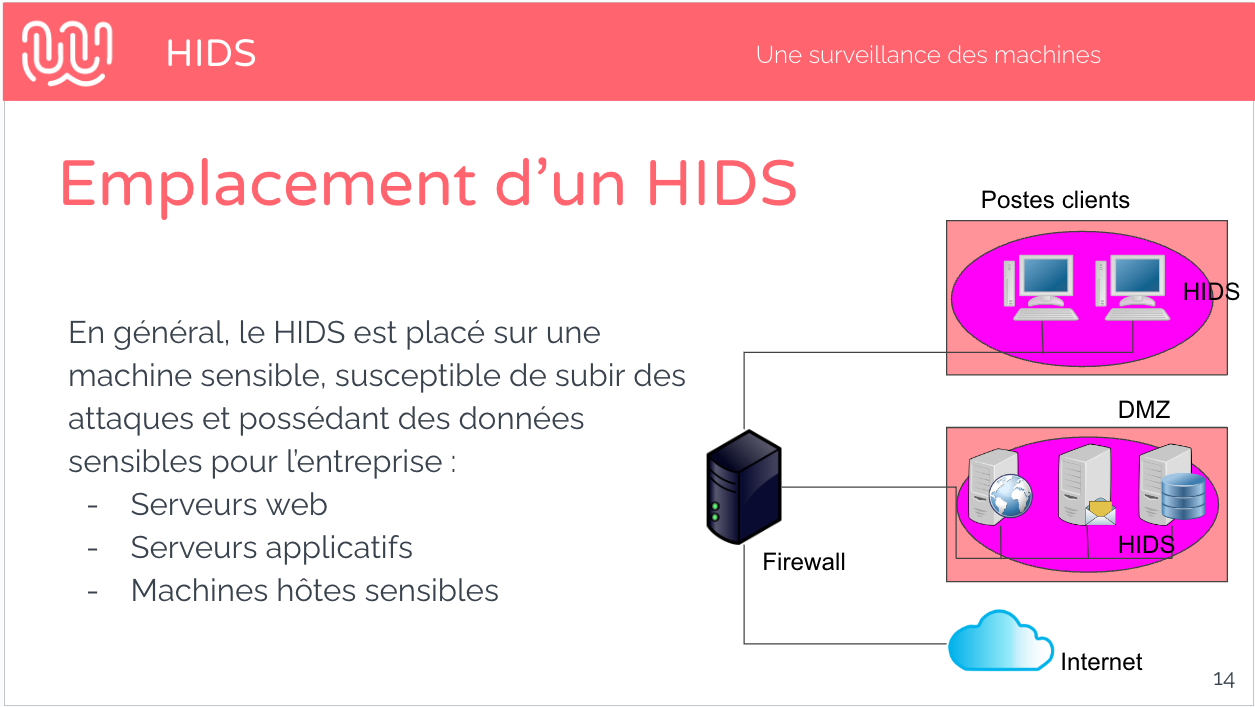 HIDS
Une surveillance des machines
Emplacement d’un HIDS
En général, le HIDS est placé sur une
machine sensible, susceptible de subir des
attaques et possédant des données
sensibles pour l’entreprise :
- Serveurs web
- Serveurs applicatifs
- Machines hôtes sensibles
Postes clients
HIDS
DMZ
HIDS
Firewall
Internet
14